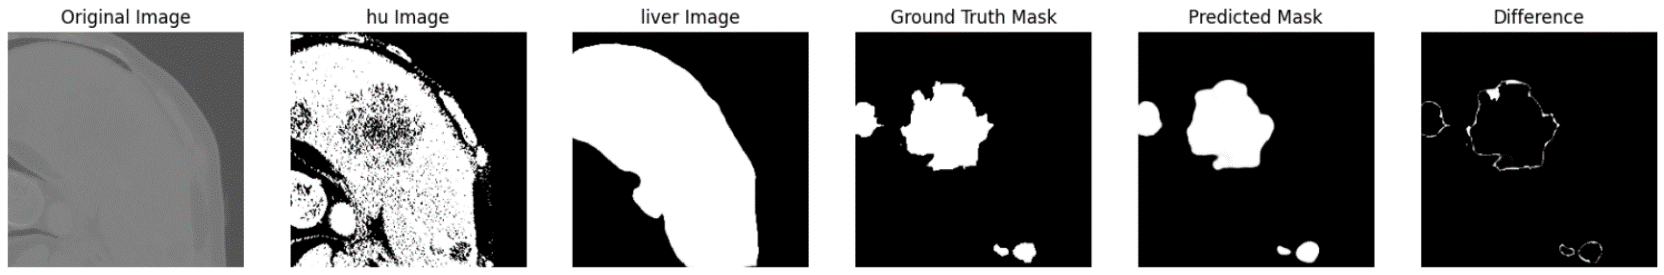 Original Image
hu Image
liver Image
Ground Truth Mask
Predicted Mask
Difference